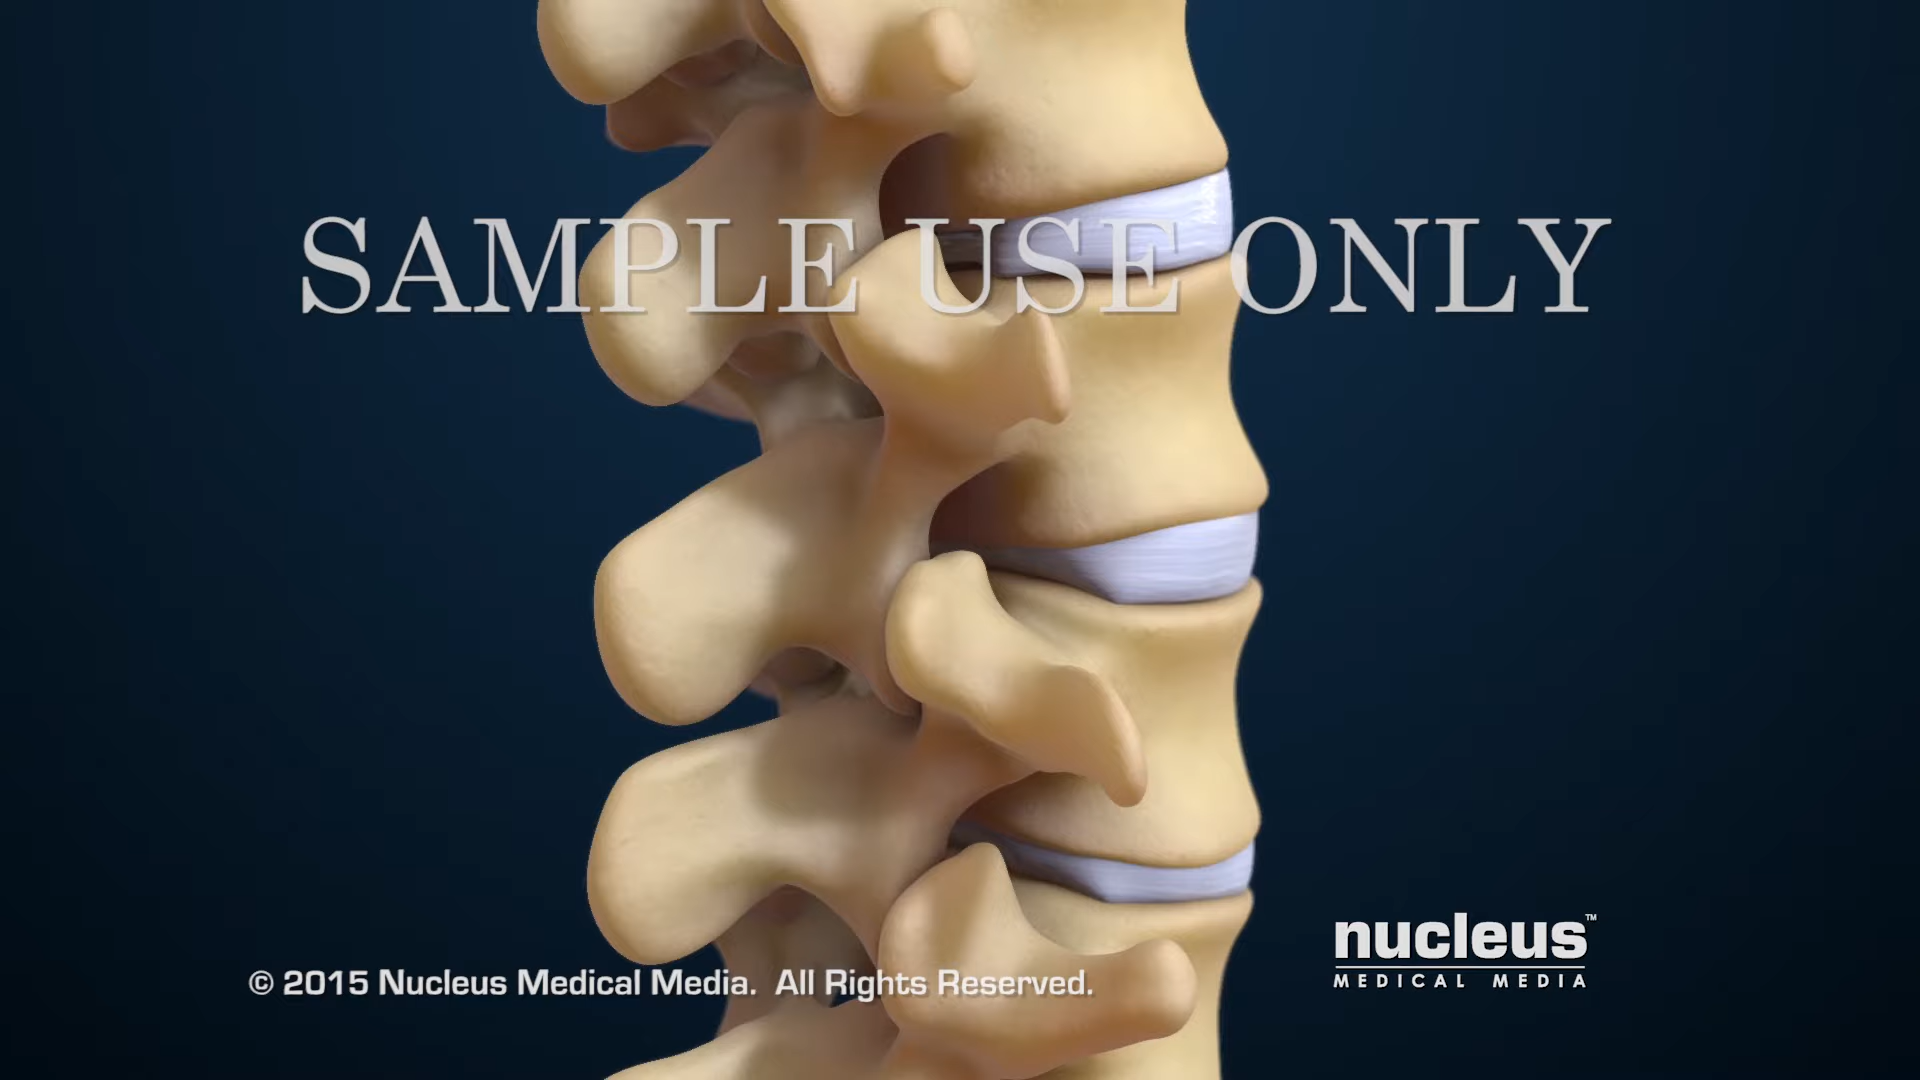 SAMPLE USE ONLY
nucleus™
MEDICAL MEDIA
© 2015 Nucleus Medical Media. All Rights Reserved.